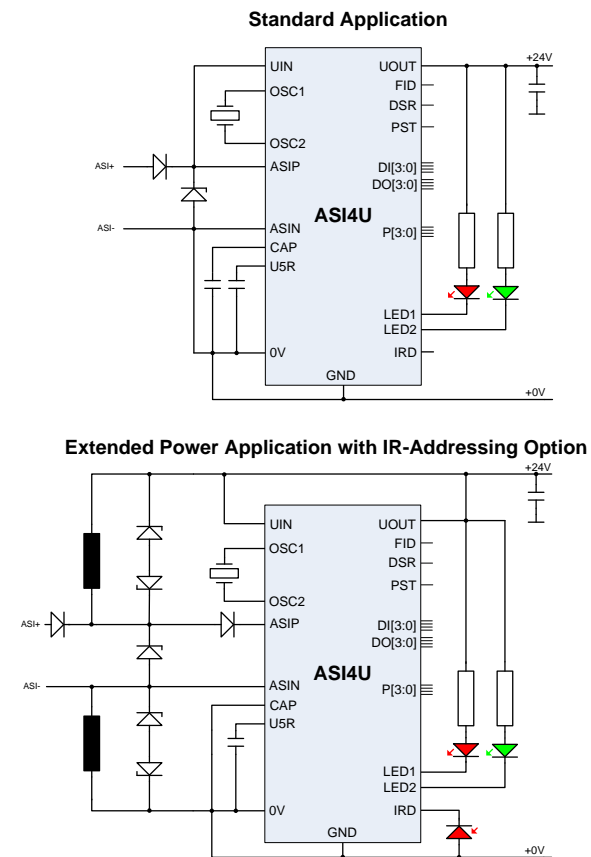 Standard Application
+24V
UIN
UOUT
OSC1
FID
DSR
PST
OSC2
ASI+
ASIP
DI[3:0]
DO[3:0]
ASI4U
ASI-
ASIN
P[3:0]
CAP
U5R
LED1
LED2
0V
IRD
GND
+0V
Extended Power Application with IR-Addressing Option
+24V
UIN
UOUT
OSC1
FID
DSR
PST
OSC2
ASI+
ASIP
DI[3:0]
DO[3:0]
ASI4U
ASI-
ASIN
P[3:0]
CAP
U5R
LED1
LED2
0V
IRD
GND
+0V